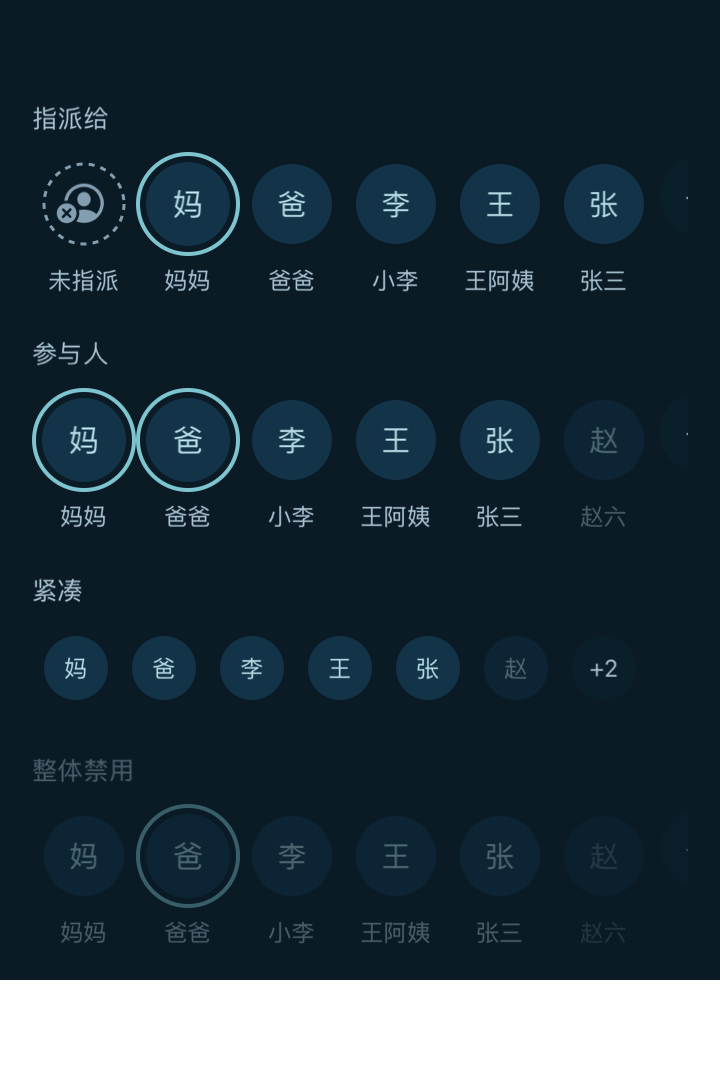 指派给
妈 爸 李 王 张
未指派 妈妈 爸爸 小李 王阿姨 张三
参与人
妈 爸 李 王 张 赵
妈妈 爸爸 小李 王阿姨 张三 赵六
紧凑
妈 爸 李 王 张 赵 +2
整体禁用
妈 爸 李 王 张 赵
妈妈 爸爸 小李 王阿姨 张三 赵六